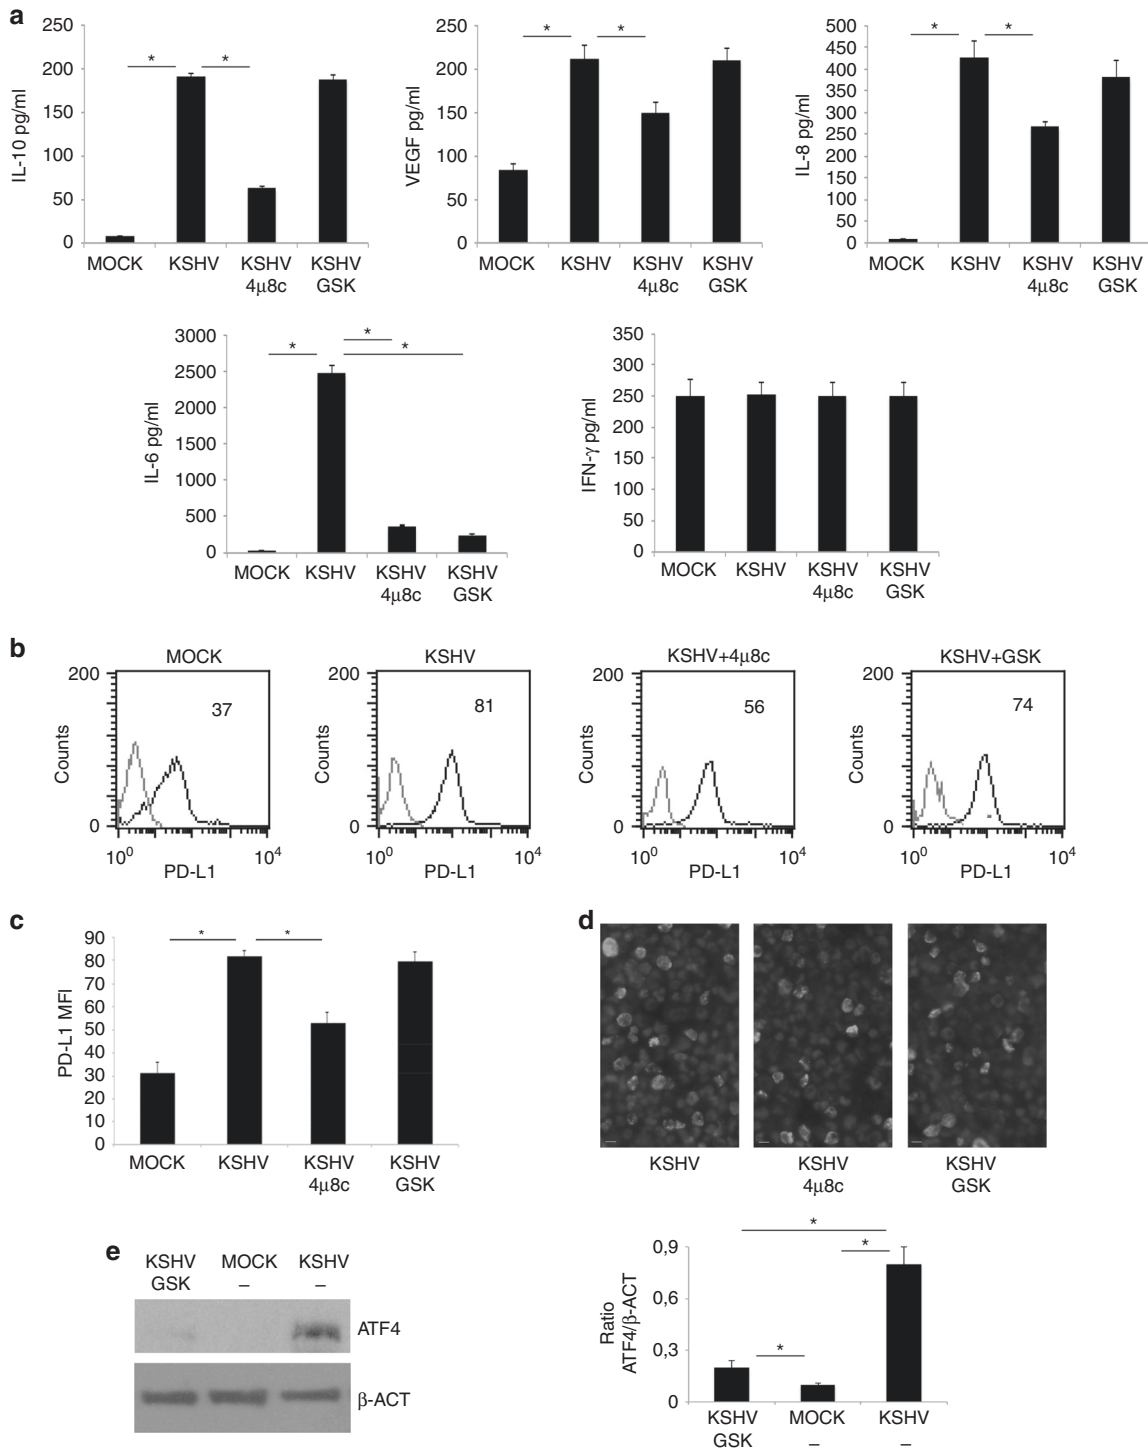 a
250
200
150
100
50
0
IL-10 pg/ml
* *
MOCK KSHV KSHV 4μ8c KSHV GSK
250
200
150
100
50
0
VEGF pg/ml
* *
MOCK KSHV KSHV 4μ8c KSHV GSK
500
450
400
350
300
250
200
150
100
50
0
IL-8 pg/ml
* *
MOCK KSHV KSHV 4μ8c KSHV GSK
3000
2500
2000
1500
1000
500
0
IL-6 pg/ml
* * *
MOCK KSHV KSHV 4μ8c KSHV GSK
350
300
250
200
150
100
50
0
IFN-γ pg/ml
MOCK KSHV KSHV 4μ8c KSHV GSK
b
MOCK
200
37
Counts
0
10⁰ 10⁴
PD-L1
KSHV
200
81
Counts
0
10⁰ 10⁴
PD-L1
KSHV+4μ8c
200
56
Counts
0
10⁰ 10⁴
PD-L1
KSHV+GSK
200
74
Counts
0
10⁰ 10⁴
PD-L1
c
90
80
70
60
50
40
30
20
10
0
PD-L1 MFI
* *
MOCK KSHV KSHV 4μ8c KSHV GSK
d
KSHV KSHV 4μ8c KSHV GSK
e
KSHV GSK MOCK – KSHV –
ATF4
β-ACT
0,9
0,6
0,3
0
Ratio
ATF4/β-ACT
* * *
KSHV GSK MOCK – KSHV –